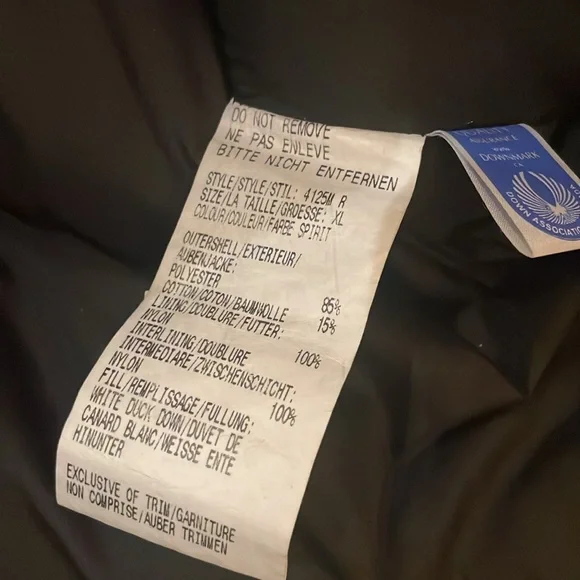 DO NOT REMOVE
NE PAS ENLEVE
BITTE NICHT ENTFERNEN
STYLE/STYLE/STIL: 4125M R
SIZE/LA TAILLE/GROESSE: XL
COLOUR/COULEUR/FARBE SPIRIT
OUTERSHELL/EXTERIEUR/
AUBENJACKE:
POLYESTER 85%
COTTON/COTON/BAUMWOLLE 15%
LINING/DOUBLURE/FUTTER:
NYLON 100%
INTERLINING/DOUBLURE
INTERMEDIARE/ZWISCHENSCHICHT:
NYLON 100%
FILL/REMPLISSAGE/FULLUNG:
WHITE DUCK DOWN/DUVET DE
CANARD BLANC/WEISSE ENTE
HINUNTER
EXCLUSIVE OF TRIM/GARNITURE
NON COMPRISE/AUBER TRIMMEN
ASSURANCE
DOWNMARK
DOWN ASSOCIATION